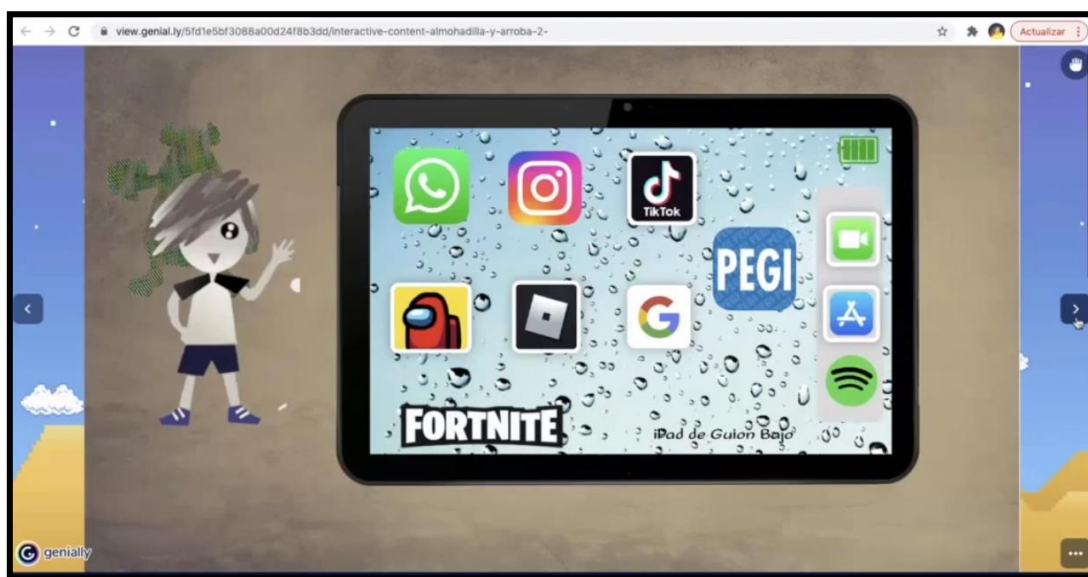 view.genial.ly/5fd1e5bf3088a00d24f8b3dd/interactive-content-almohadilla-y-arroba-2-
Actualizar
TikTok
PEGI
G
FORTNITE
iPad de Guion Bajo
genially